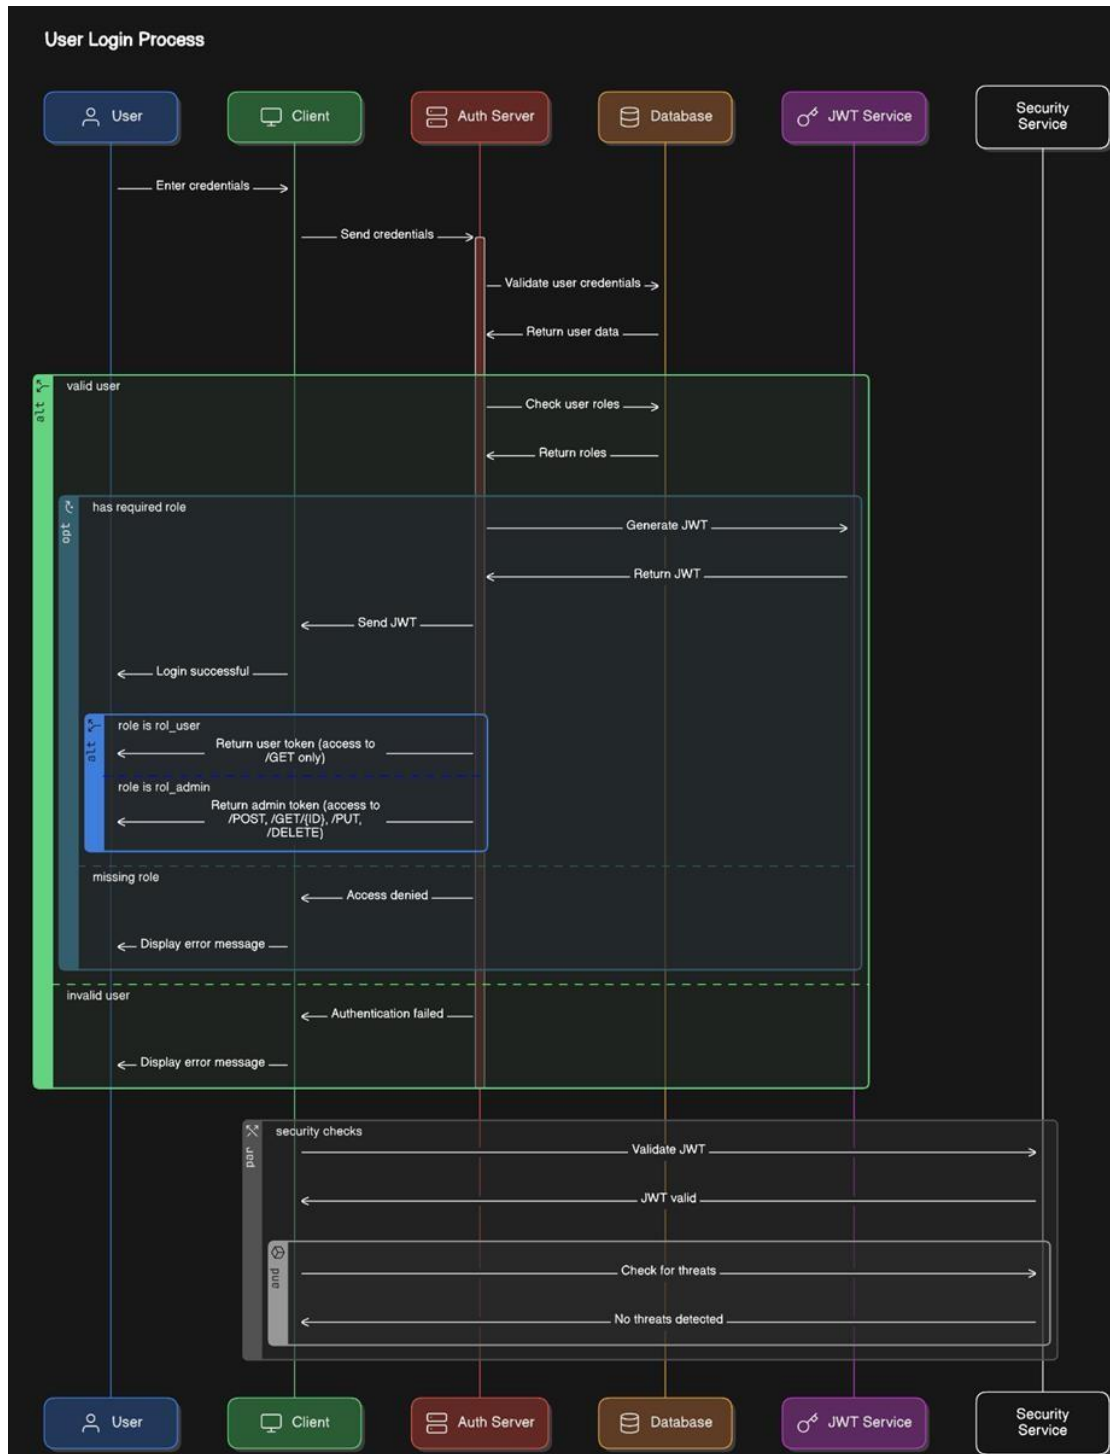 User Login Process
User
Client
Auth Server
Database
JWT Service
Security
Service
Enter credentials
Send credentials
Validate user credentials
Return user data
alt
valid user
Check user roles
Return roles
opt
has required role
Generate JWT
Return JWT
Send JWT
Login successful
alt
role is rol_user
Return user token (access to
/GET only)
role is rol_admin
Return admin token (access to
/POST, /GET/{ID}, /PUT,
/DELETE)
missing role
Access denied
Display error message
invalid user
Authentication failed
Display error message
par
security checks
Validate JWT
JWT valid
and
Check for threats
No threats detected
User
Client
Auth Server
Database
JWT Service
Security
Service